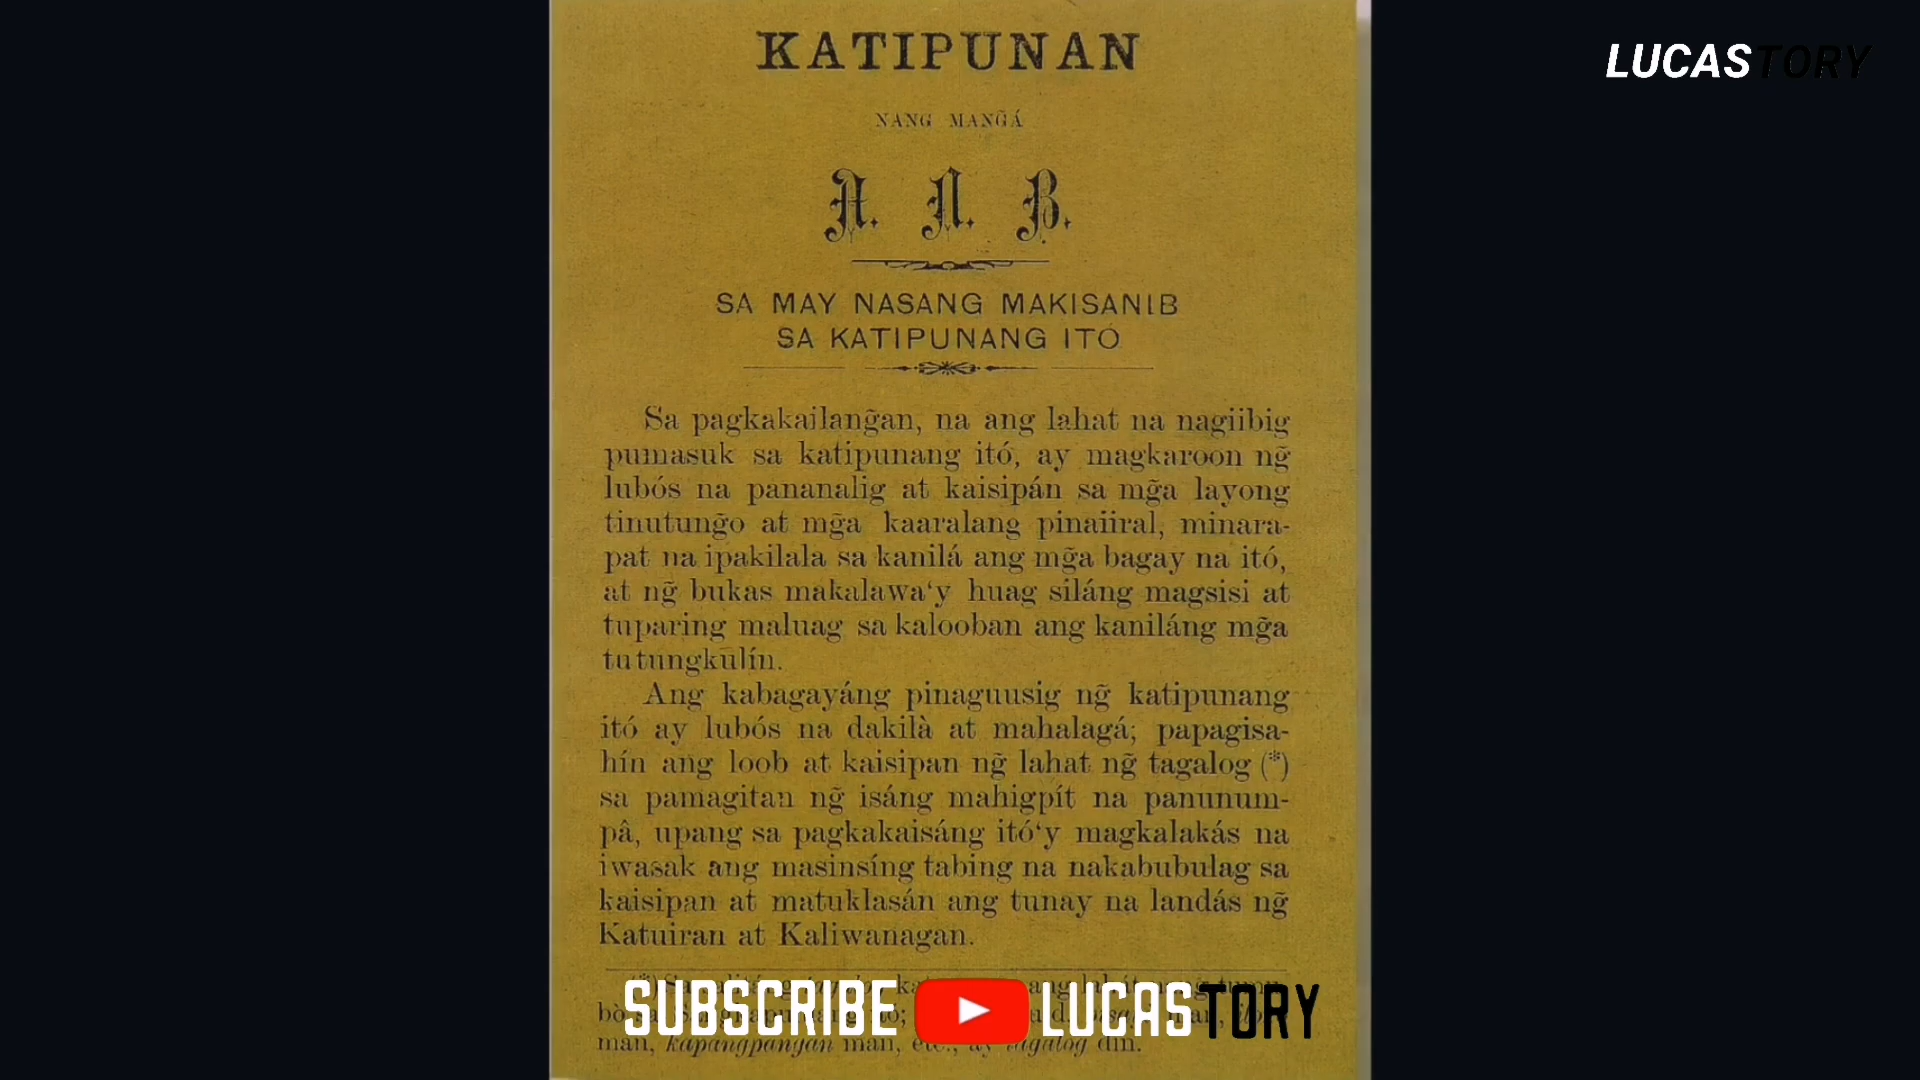 KATIPUNAN
LUCASTORY
NANG MANG̃Á
A. N. B.
SA MAY NASANG MAKISANIB
SA KATIPUNANG ITÓ
Sa pagkakailang̃an, na ang lahat na nagiibig
pumasuk sa katipunang itó, ay magkaroon ng̃
lubós na pananalig at kaisipán sa mg̃a layong
tinutung̃o at mg̃a kaaralang pinaiiral, minara-
pat na ipakilala sa kanilá ang mg̃a bagay na itó,
at ng̃ bukas makalawa‘y huag siláng magsisi at
tuparing maluag sa kalooban ang kaniláng mg̃a
tutungkulín.
Ang kabagayáng pinaguusig ng̃ katipunang
itó ay lubós na dakilà at mahalagá; papagisa-
hín ang loob at kaisipan ng̃ lahat ng̃ tagalog (*)
sa pamagitan ng̃ isáng mahigpít na panunum-
pâ, upang sa pagkakaisáng itó‘y magkalakás na
iwasak ang masinsíng tabing na nakabubulag sa
kaisipan at matuklasán ang tunay na landás ng̃
Katuiran at Kaliwanagan.
(*) Sa
SUBSCRIBE LUCASTORY
man, kapangpangan man, etc., ay tagalog din.